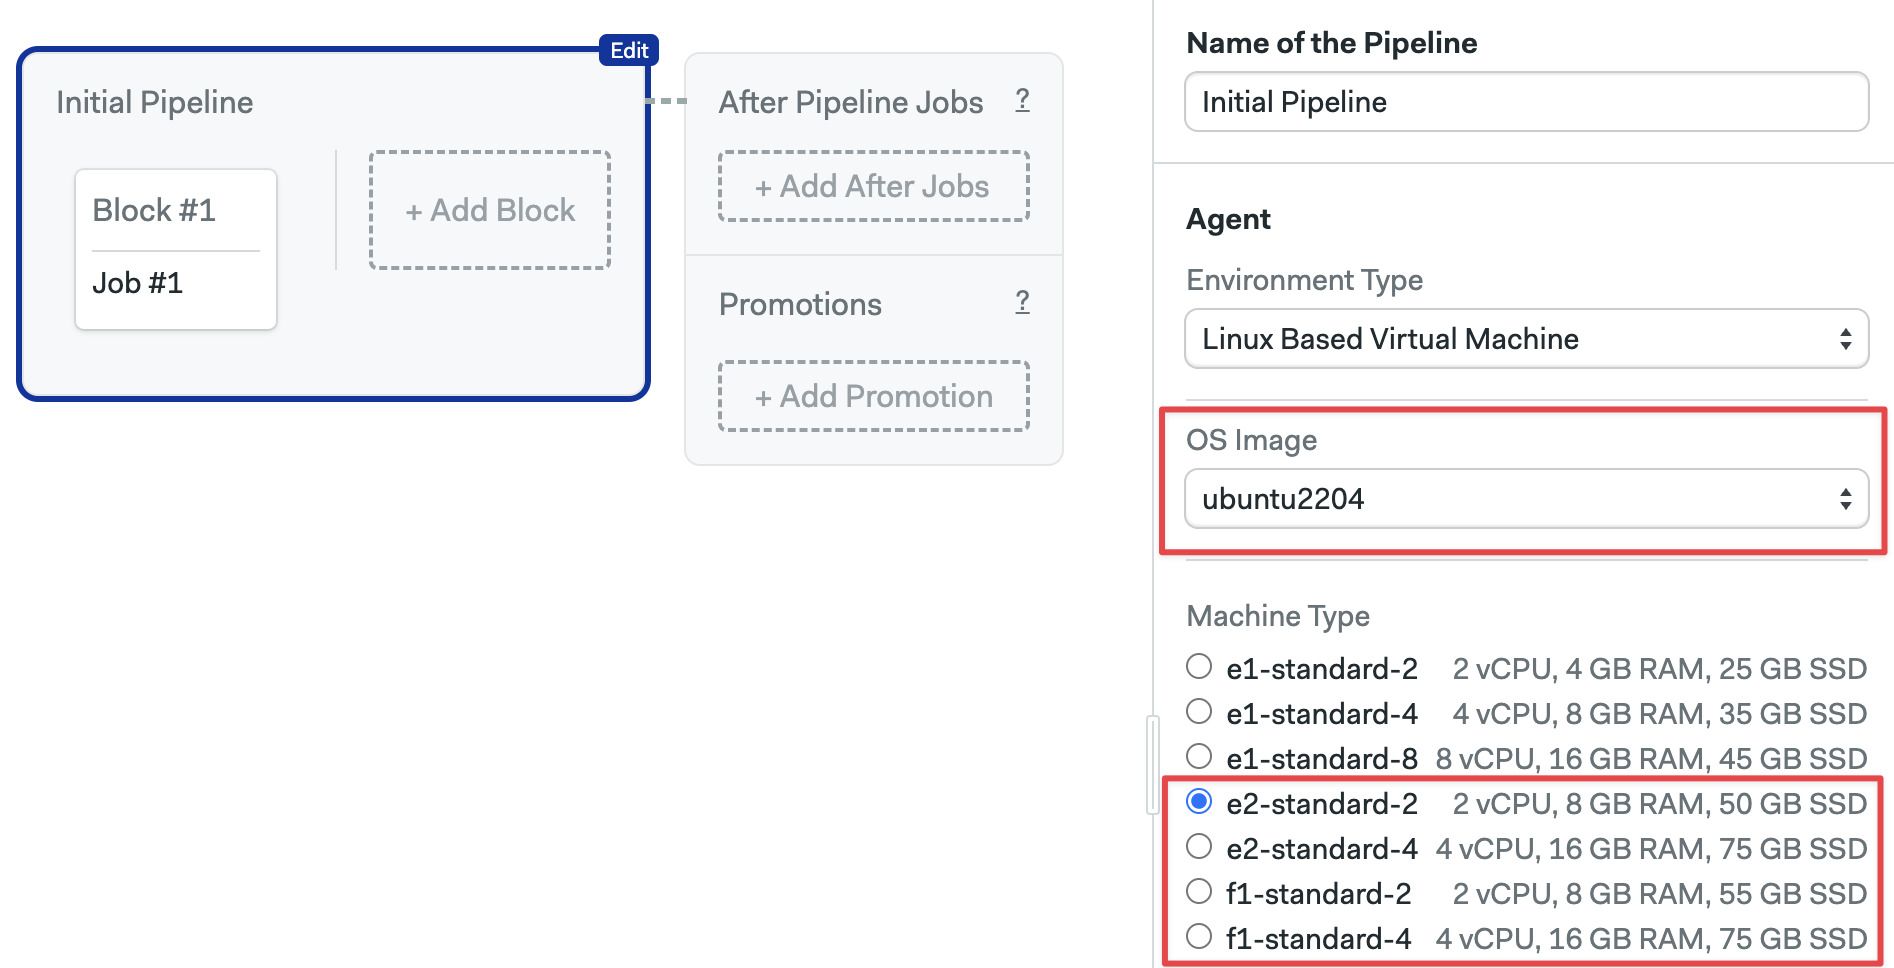 Edit
Initial Pipeline
Block #1
Job #1
+ Add Block
After Pipeline Jobs ?
+ Add After Jobs
Promotions ?
+ Add Promotion
Name of the Pipeline
Initial Pipeline
Agent
Environment Type
Linux Based Virtual Machine
OS Image
ubuntu2204
Machine Type
e1-standard-2 2 vCPU, 4 GB RAM, 25 GB SSD
e1-standard-4 4 vCPU, 8 GB RAM, 35 GB SSD
e1-standard-8 8 vCPU, 16 GB RAM, 45 GB SSD
e2-standard-2 2 vCPU, 8 GB RAM, 50 GB SSD
e2-standard-4 4 vCPU, 16 GB RAM, 75 GB SSD
f1-standard-2 2 vCPU, 8 GB RAM, 55 GB SSD
f1-standard-4 4 vCPU, 16 GB RAM, 75 GB SSD